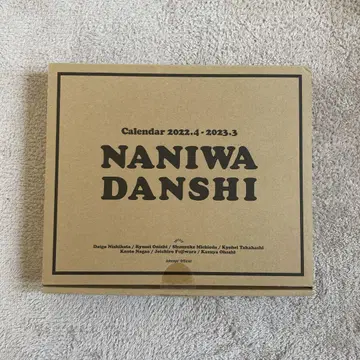 Calendar 2022.4-2023.3
NANIWA
DANSHI
Daigo Nishihata / Ryusei Onishi / Shunsuke Michieda / Kyohei Takahashi
Kento Nagao / Joichiro Fujiwara / Kazuya Ohashi